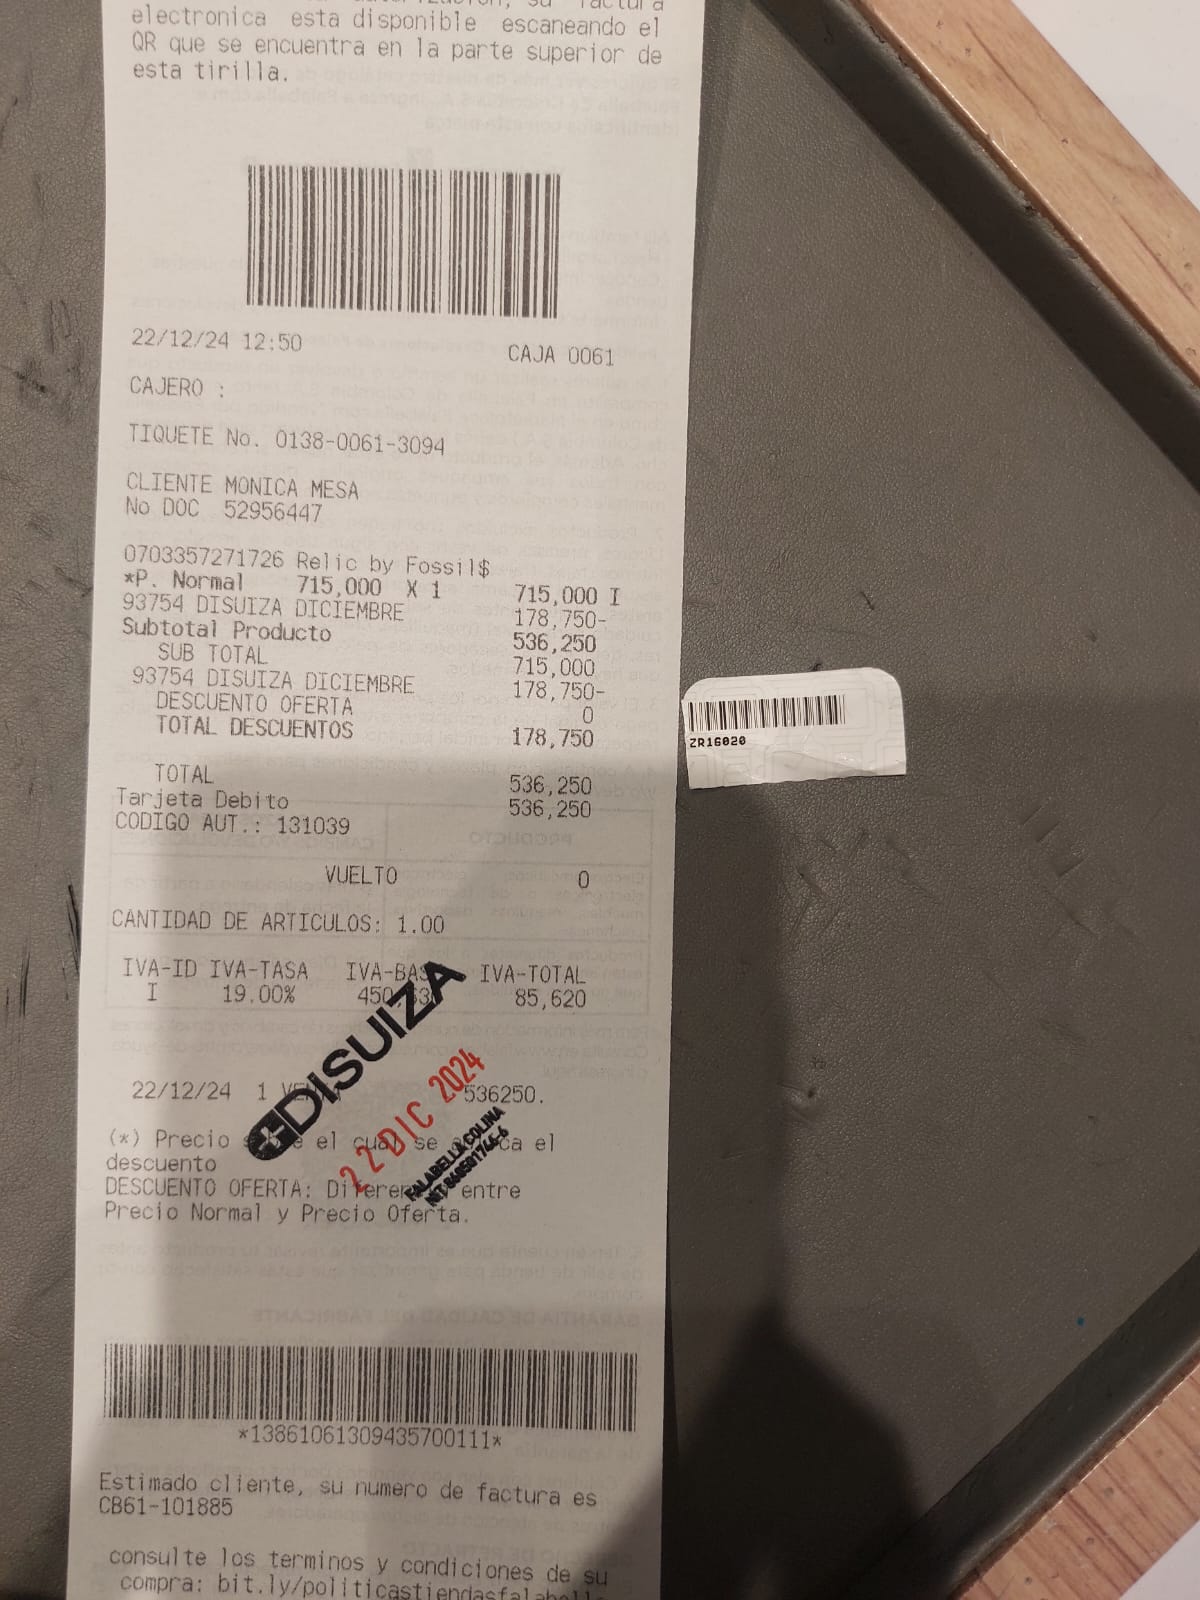 su factura
electronica esta disponible escaneando el
QR que se encuentra en la parte superior de
esta tirilla.
22/12/24 12:50 CAJA 0061
CAJERO :
TIQUETE No. 0138-0061-3094
CLIENTE MONICA MESA
No DOC 52956447
0703357271726 Relic by Fossil$
*P. Normal 715,000 X 1 715,000 I
93754 DISUIZA DICIEMBRE 178,750-
Subtotal Producto 536,250
SUB TOTAL 715,000
93754 DISUIZA DICIEMBRE 178,750-
DESCUENTO OFERTA 0
TOTAL DESCUENTOS 178,750
TOTAL 536,250
Tarjeta Debito 536,250
CODIGO AUT.: 131039
VUELTO 0
CANTIDAD DE ARTICULOS: 1.00
IVA-ID IVA-TASA IVA-BASE IVA-TOTAL
I 19.00% 85,620
DISUIZA
22 DIC 2024
FALABELLA COLINA
22/12/24 1 536250.
(*) Precio el cual se el
descuento
DESCUENTO OFERTA: Diferencia entre
Precio Normal y Precio Oferta.
*13861061309435700111*
Estimado cliente, su numero de factura es
CB61-101885
consulte los terminos y condiciones de su
compra: bit.ly/politicastiendasfalabella
ZR16020